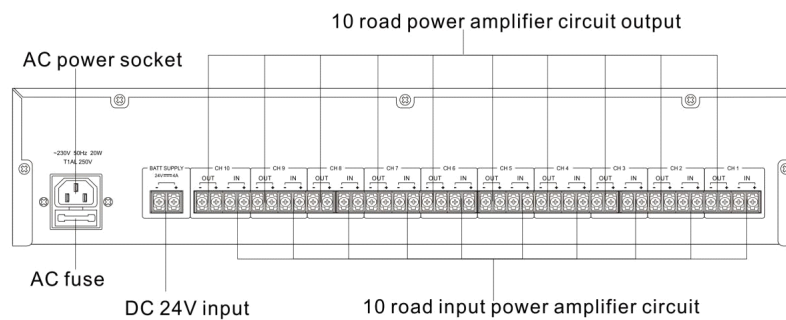 10 road power amplifier circuit output
AC power socket
~230V 50Hz 20W
T1AL 250V
BATT SUPPLY CH 10 CH 9 CH 8 CH 7 CH 6 CH 5 CH 4 CH 3 CH 2 CH 1
24V⎓4A
OUT IN OUT IN OUT IN OUT IN OUT IN OUT IN OUT IN OUT IN OUT IN OUT IN
AC fuse
DC 24V input
10 road input power amplifier circuit